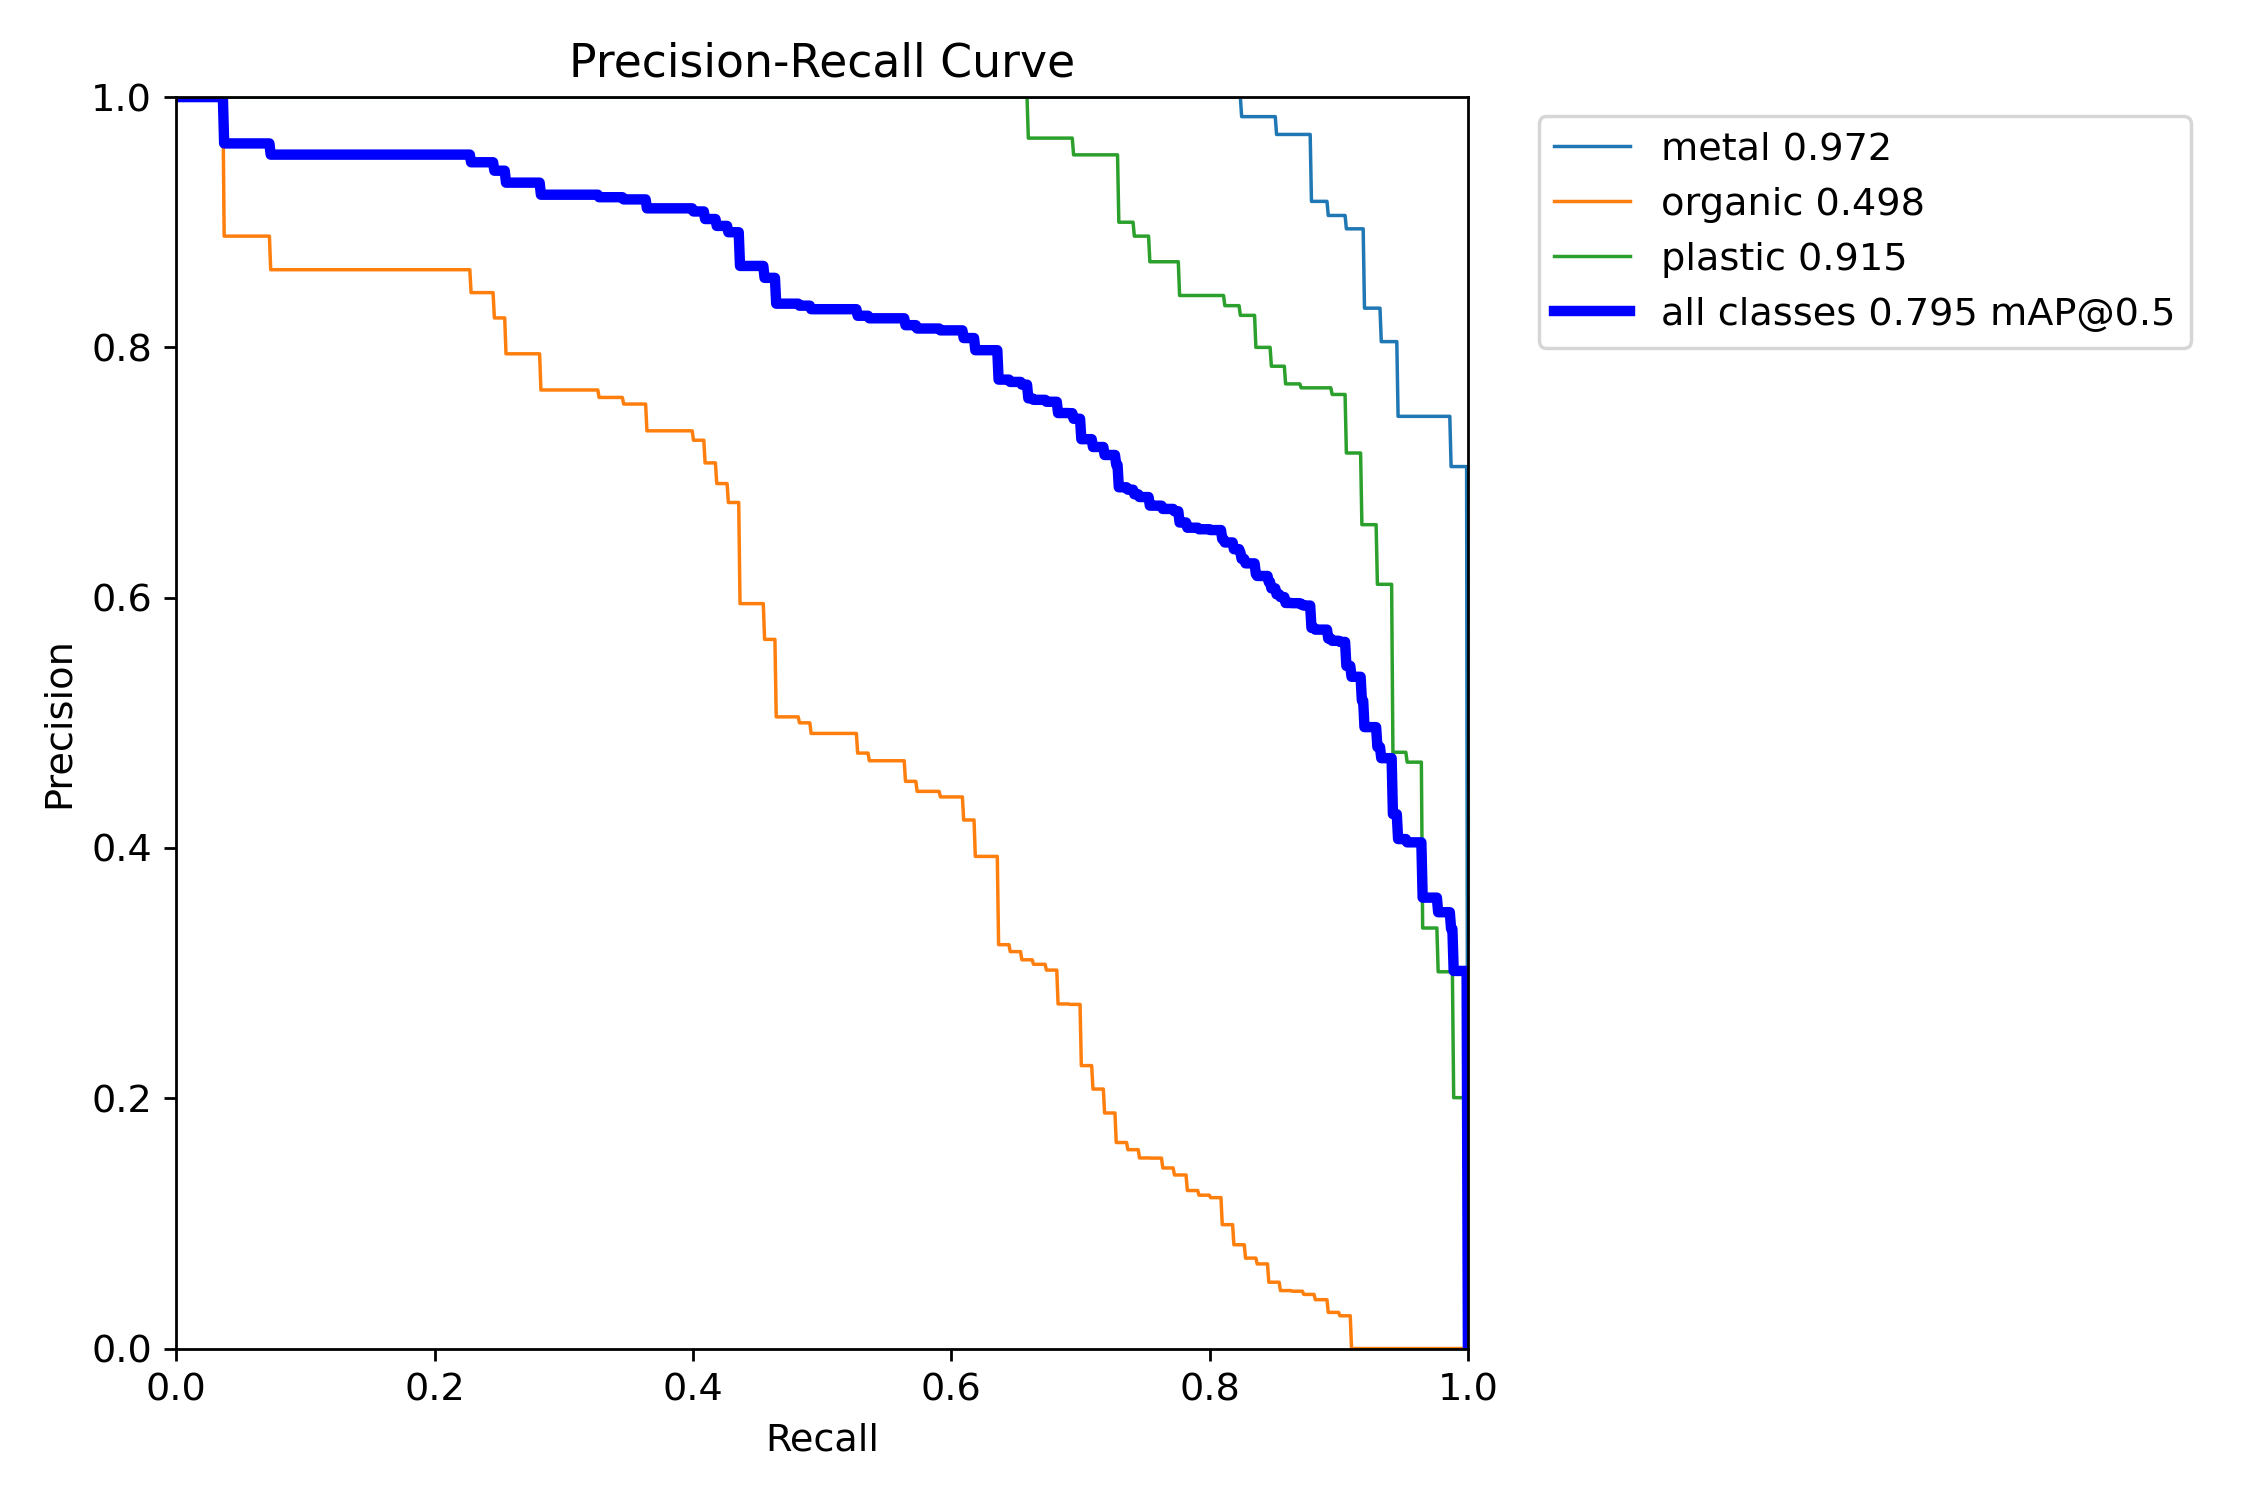 Precision-Recall Curve
1.0
0.8
0.6
0.4
0.2
0.0
Precision
0.0 0.2 0.4 0.6 0.8 1.0
Recall
metal 0.972
organic 0.498
plastic 0.915
all classes 0.795 mAP@0.5